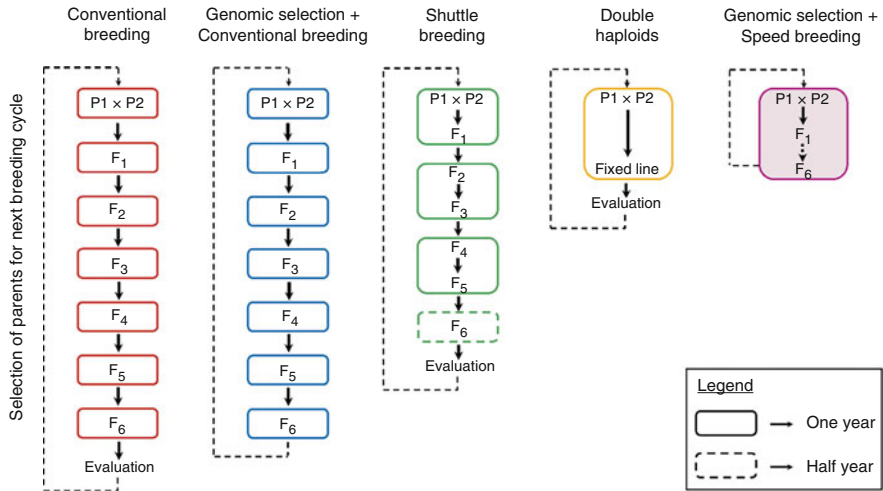 Conventional
breeding
Genomic selection +
Conventional breeding
Shuttle
breeding
Double
haploids
Genomic selection +
Speed breeding
Selection of parents for next breeding cycle
P1 × P2
F1
F2
F3
F4
F5
F6
Evaluation
P1 × P2
F1
F2
F3
F4
F5
F6
P1 × P2
F1
F2
F3
F4
F5
F6
Evaluation
P1 × P2
Fixed line
Evaluation
P1 × P2
F1
F6
Legend
One year
Half year